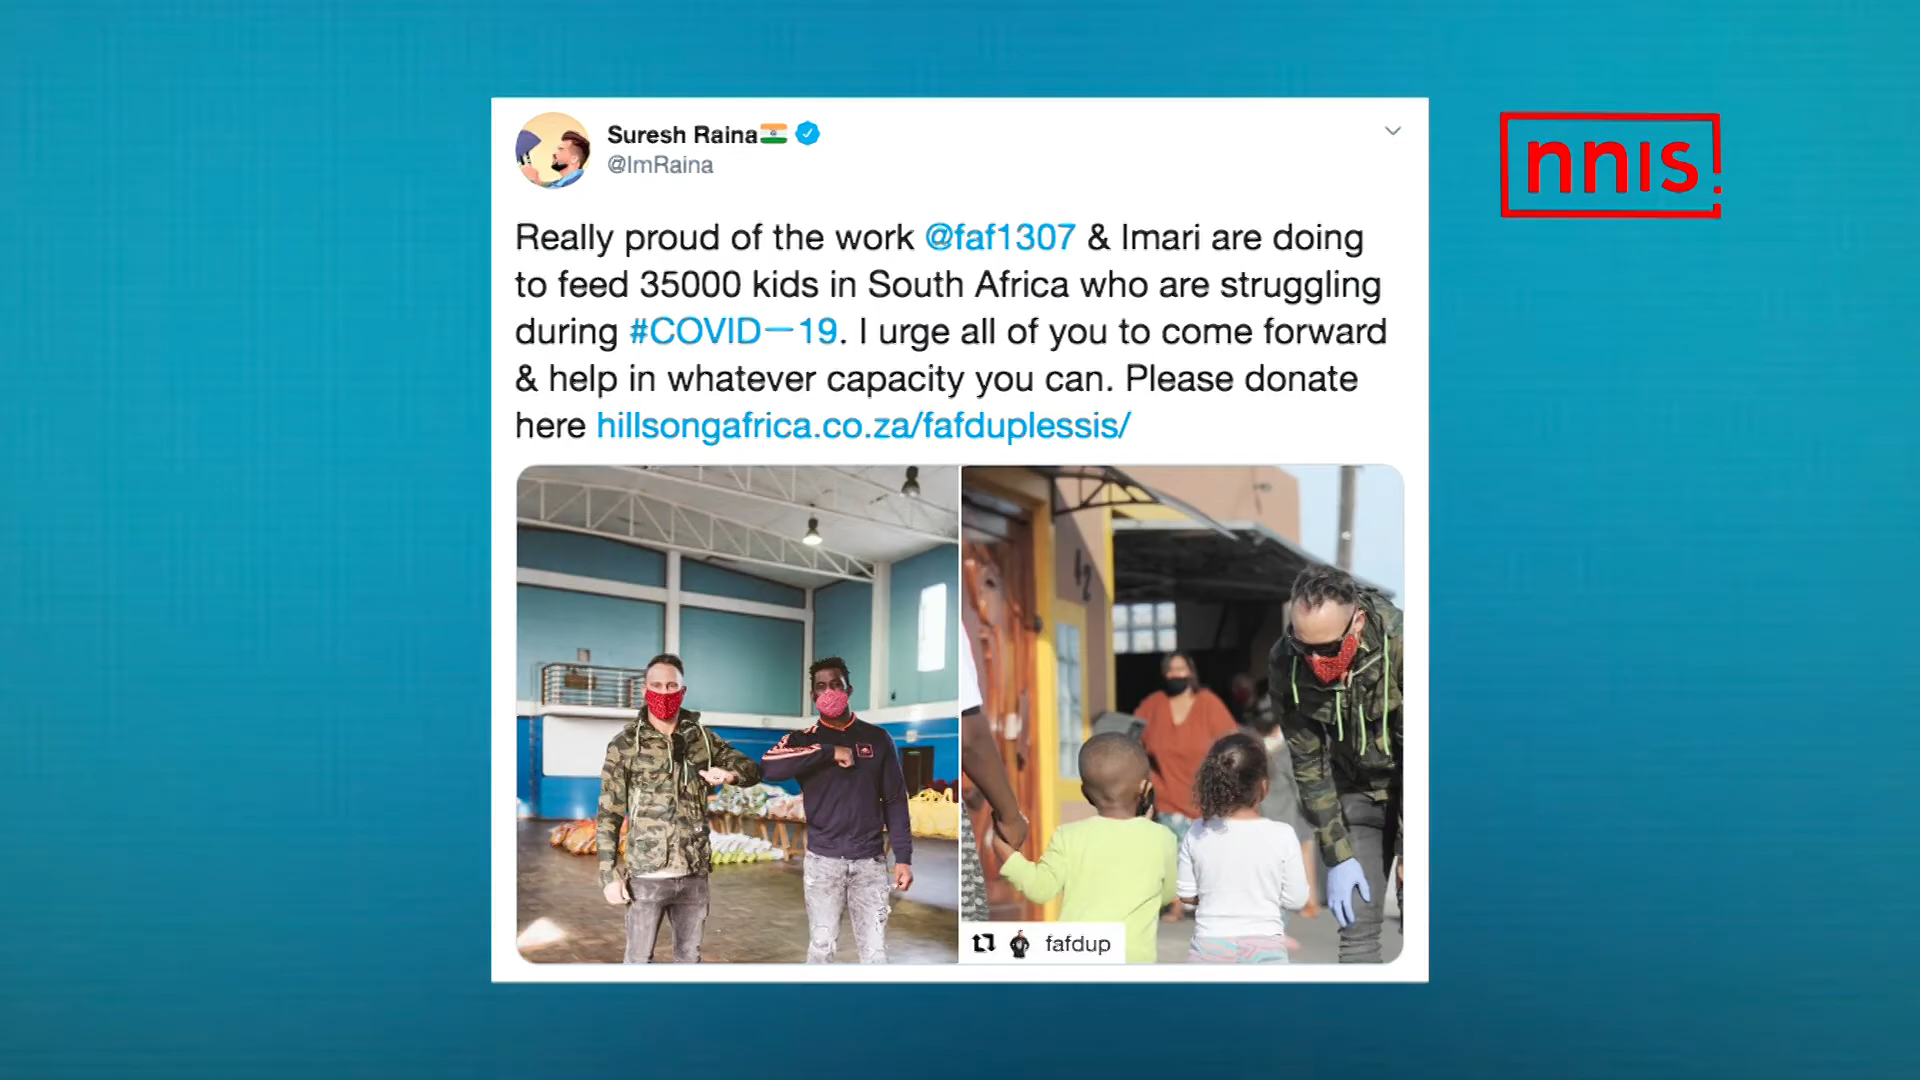 Suresh Raina
@ImRaina
nnis!
Really proud of the work @faf1307 & Imari are doing
to feed 35000 kids in South Africa who are struggling
during #COVID—19. I urge all of you to come forward
& help in whatever capacity you can. Please donate
here hillsongafrica.co.za/fafduplessis/
12
fafdup